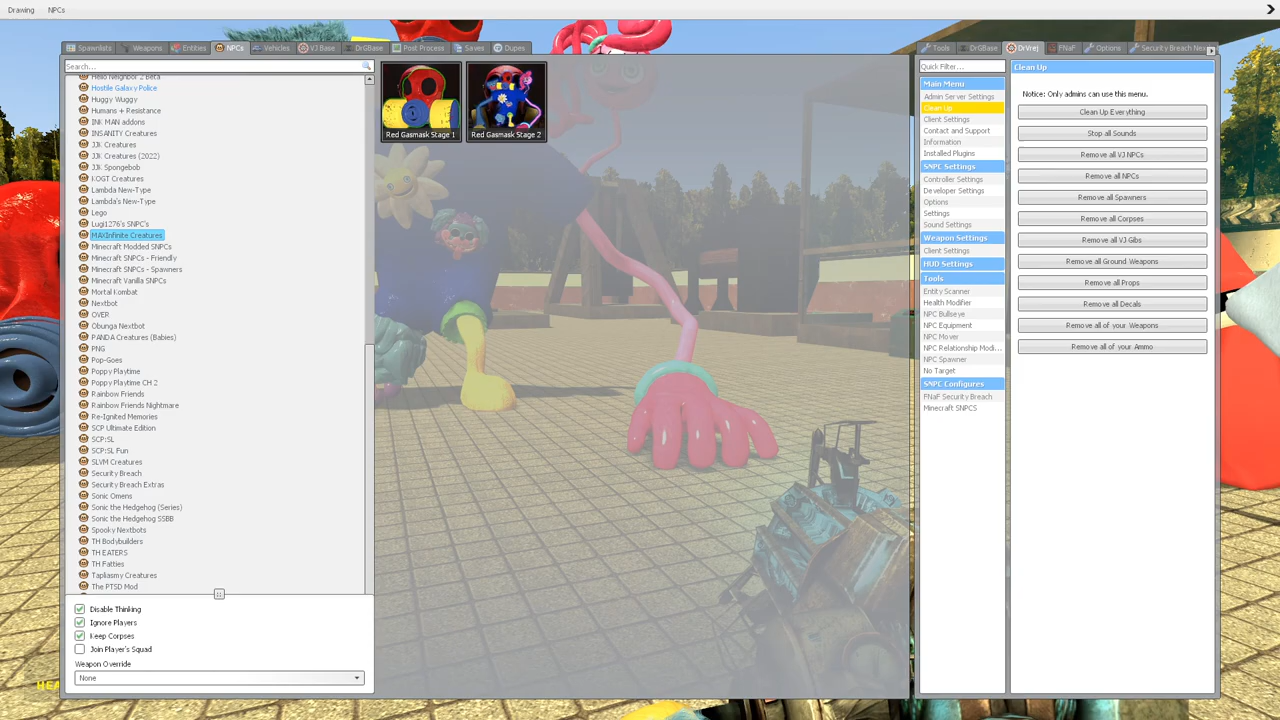 Drawing NPCs
Spawnlists Weapons Entities NPCs Vehicles VJ Base DrGBase Post Process Saves Dupes
Search...
Hello Neighbor 2 Beta
Hostile Galaxy Police
Huggy Wuggy
Humans + Resistance
INK MAN addons
INSANITY Creatures
JJK Creatures
JJK Creatures (2022)
JJK Spongebob
KOGT Creatures
Lambda New-Type
Lambda's New-Type
Lego
Lugi1276's SNPC's
MAXInfinite Creatures
Minecraft Modded SNPCs
Minecraft SNPCs - Friendly
Minecraft SNPCs - Spawners
Minecraft Vanilla SNPCs
Mortal Kombat
Nextbot
OVER
Obunga Nextbot
PANDA Creatures (Babies)
PNG
Pop-Goes
Poppy Playtime
Poppy Playtime CH 2
Rainbow Friends
Rainbow Friends Nightmare
Re-Ignited Memories
SCP Ultimate Edition
SCP:SL
SCP:SL Fun
SLVM Creatures
Security Breach
Security Breach Extras
Sonic Omens
Sonic the Hedgehog (Series)
Sonic the Hedgehog SSBB
Spooky Nextbots
TH Bodybuilders
TH EATERS
TH Fatties
Tapliasmy Creatures
The PTSD Mod
Disable Thinking
Ignore Players
Keep Corpses
Join Player's Squad
Weapon Override
None
Red Gasmask Stage 1
Red Gasmask Stage 2
Tools DrGBase DrVrej FNaF Options Security Breach Nex
Quick Filter...
Main Menu
Admin Server Settings
Clean Up
Client Settings
Contact and Support
Information
Installed Plugins
SNPC Settings
Controller Settings
Developer Settings
Options
Settings
Sound Settings
Weapon Settings
Client Settings
HUD Settings
Tools
Entity Scanner
Health Modifier
NPC Bullseye
NPC Equipment
NPC Mover
NPC Relationship Modi...
NPC Spawner
No Target
SNPC Configures
FNaF Security Breach
Minecraft SNPCS
Clean Up
Notice: Only admins can use this menu.
Clean Up Everything
Stop all Sounds
Remove all VJ NPCs
Remove all NPCs
Remove all Spawners
Remove all Corpses
Remove all VJ Gibs
Remove all Ground Weapons
Remove all Props
Remove all Decals
Remove all of your Weapons
Remove all of your Ammo